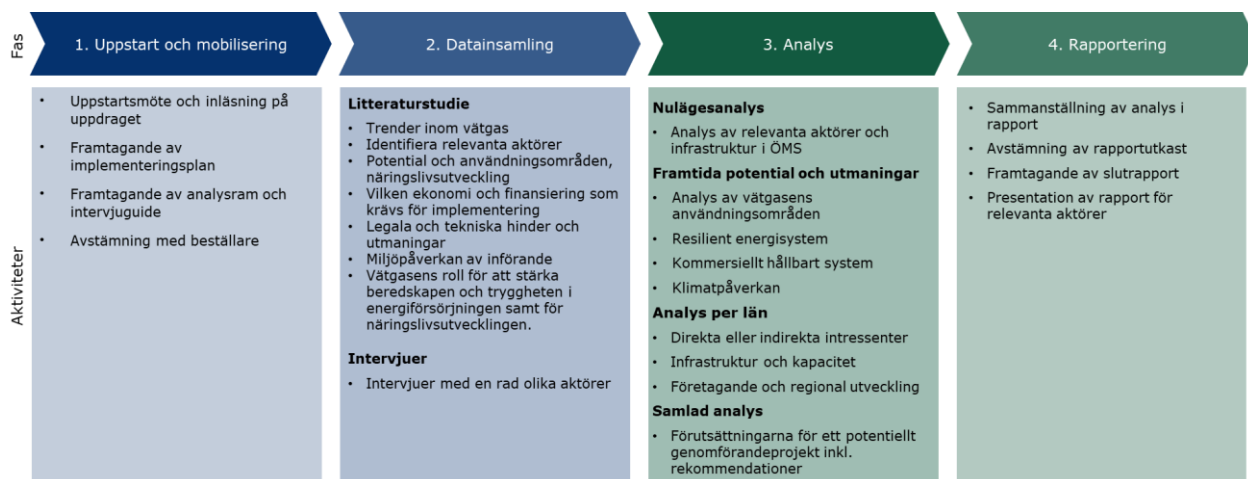 Fas
1. Uppstart och mobilisering
2. Datainsamling
3. Analys
4. Rapportering
Aktiviteter
• Uppstartsmöte och inläsning på
uppdraget
• Framtagande av
implementeringsplan
• Framtagande av analysram och
intervjuguide
• Avstämning med beställare
Litteraturstudie
• Trender inom vätgas
• Identifiera relevanta aktörer
• Potential och användningsområden,
näringslivsutveckling
• Vilken ekonomi och finansiering som
krävs för implementering
• Legala och tekniska hinder och
utmaningar
• Miljöpåverkan av införande
• Vätgasens roll för att stärka
beredskapen och tryggheten i
energiförsörjningen samt för
näringslivsutvecklingen.
Intervjuer
• Intervjuer med en rad olika aktörer
Nulägesanalys
• Analys av relevanta aktörer och
infrastruktur i ÖMS
Framtida potential och utmaningar
• Analys av vätgasens
användningsområden
• Resilient energisystem
• Kommersiellt hållbart system
• Klimatpåverkan
Analys per län
• Direkta eller indirekta intressenter
• Infrastruktur och kapacitet
• Företagande och regional utveckling
Samlad analys
• Förutsättningarna för ett potentiellt
genomförandeprojekt inkl.
rekommendationer
• Sammanställning av analys i
rapport
• Avstämning av rapportutkast
• Framtagande av slutrapport
• Presentation av rapport för
relevanta aktörer